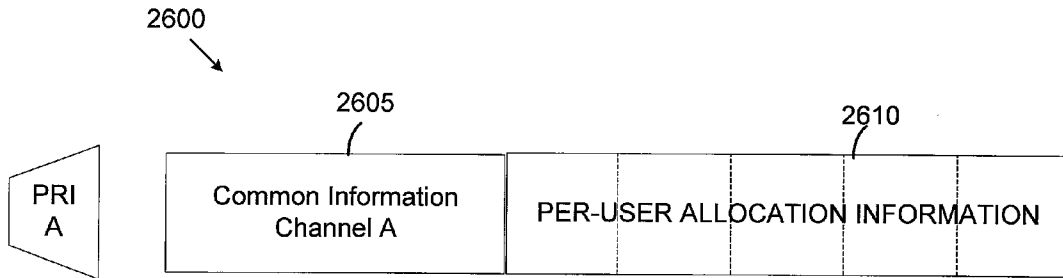 2600
2605
2610
PRI
A
Common Information
Channel A
PER-USER ALLOCATION INFORMATION